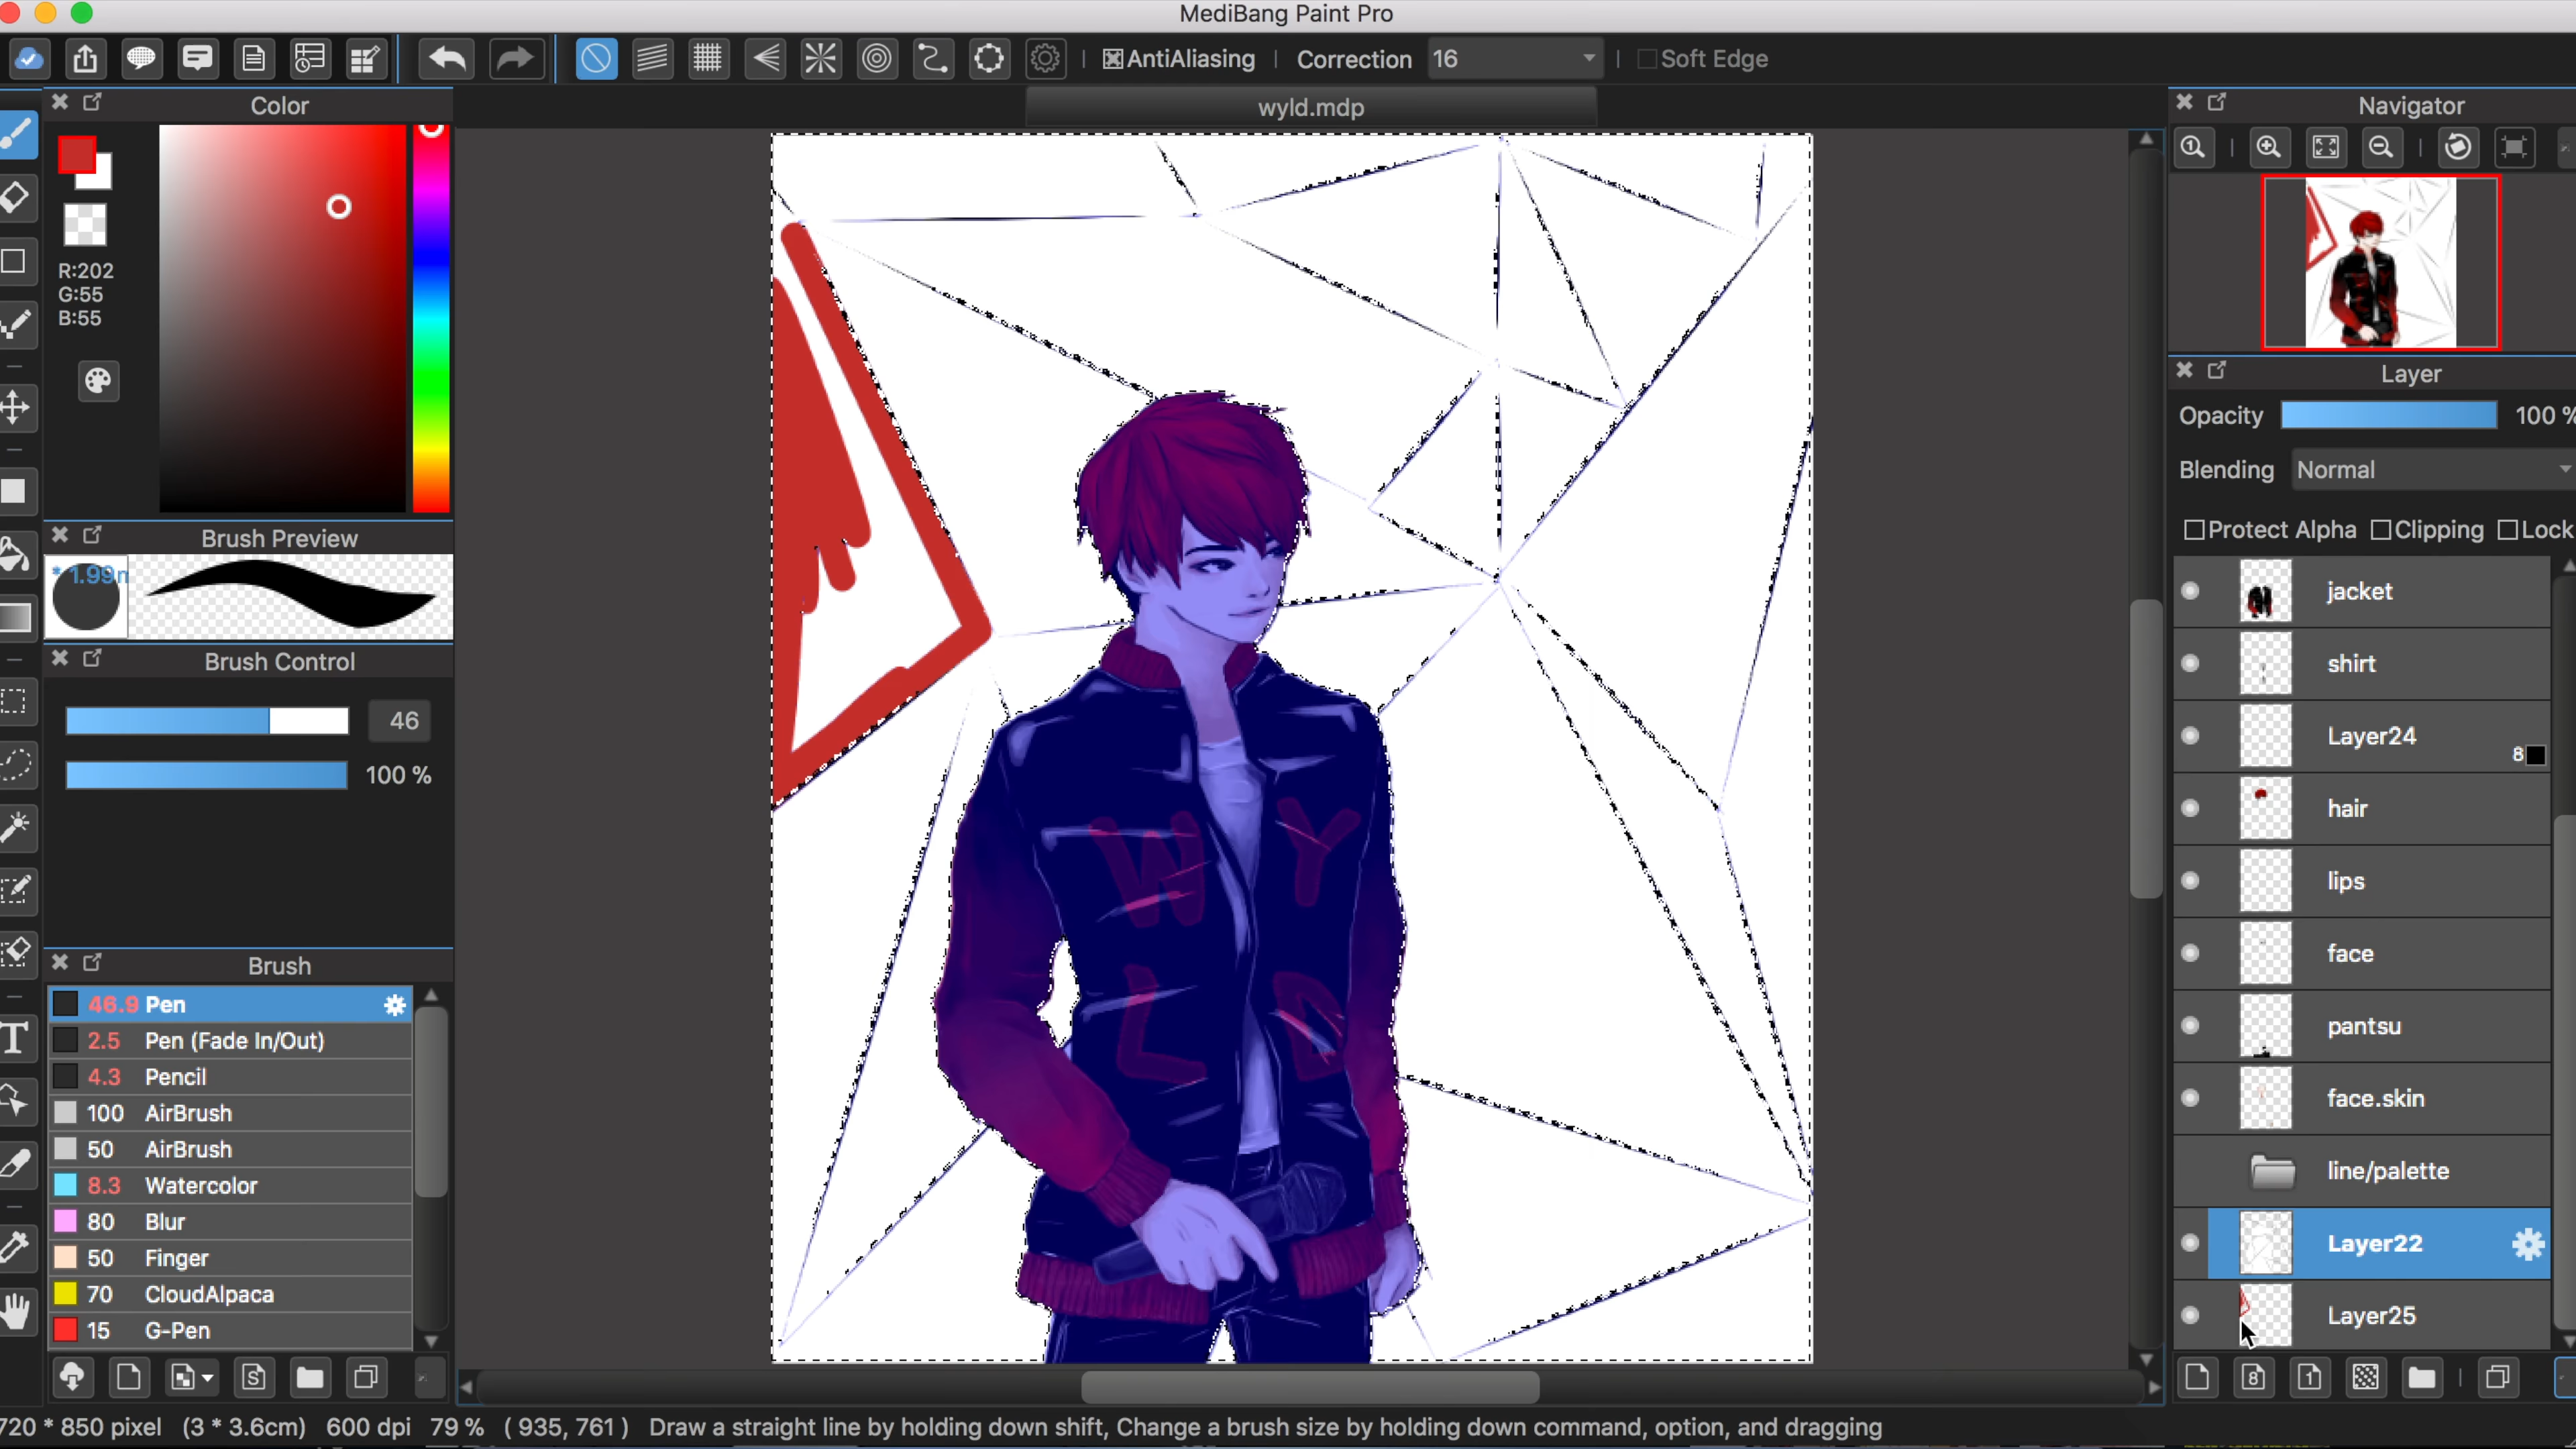 MediBang Paint Pro
AntiAliasing
Correction
16
Soft Edge
wyld.mdp
Color
R:202
G:55
B:55
Brush Preview
* 1.99m
Brush Control
46
100 %
Brush
46.9 Pen
2.5 Pen (Fade In/Out)
4.3 Pencil
100 AirBrush
50 AirBrush
8.3 Watercolor
80 Blur
50 Finger
70 CloudAlpaca
15 G-Pen
W Y
L D
Navigator
Layer
Opacity 100 %
Blending Normal
Protect Alpha Clipping Lock
jacket
shirt
Layer24
8
hair
lips
face
pantsu
face.skin
line/palette
Layer22
Layer25
720 * 850 pixel (3 * 3.6cm) 600 dpi 79 % ( 935, 761 ) Draw a straight line by holding down shift, Change a brush size by holding down command, option, and dragging